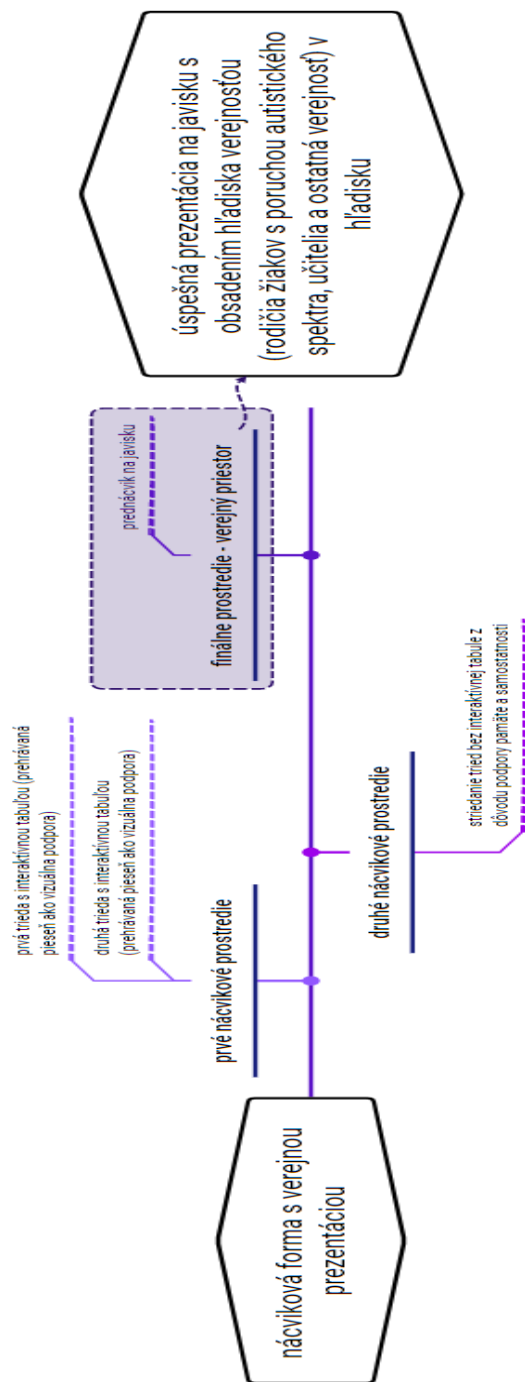 nácviková forma s verejnou
prezentáciou
prvé nácvikové prostredie
prvá trieda s interaktívnou tabuľou (prehrávaná
pieseň ako vizuálna podpora)
druhá trieda s interaktívnou tabuľou
(prehrávaná pieseň ako vizuálna podpora)
druhé nácvikové prostredie
striedanie tried bez interaktívnej tabule z
dôvodu podpory pamäte a samostatnosti
finálne prostredie - verejný priestor
prednácvik na javisku
úspešná prezentácia na javisku s
obsadením hľadiska verejnosťou
(rodičia žiakov s poruchou autistického
spektra, učitelia a ostatná verejnosť) v
hľadisku